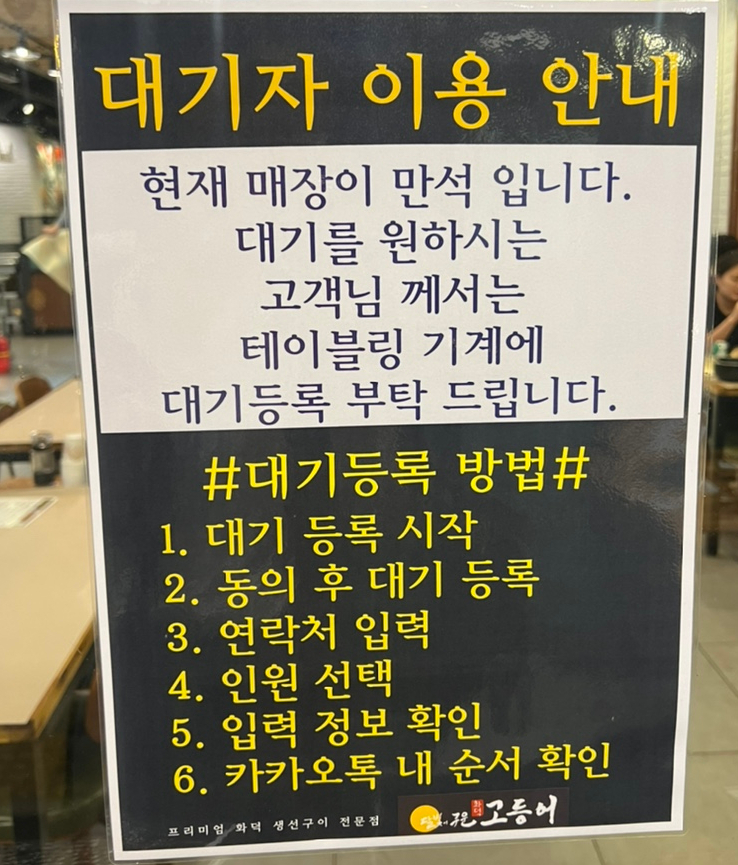 대기자 이용 안내
현재 매장이 만석 입니다.
대기를 원하시는
고객님 께서는
테이블링 기계에
대기등록 부탁 드립니다.
#대기등록 방법#
1. 대기 등록 시작
2. 동의 후 대기 등록
3. 연락처 입력
4. 인원 선택
5. 입력 정보 확인
6. 카카오톡 내 순서 확인
프리미엄 화덕 생선구이 전문점
구운 화덕 고등어